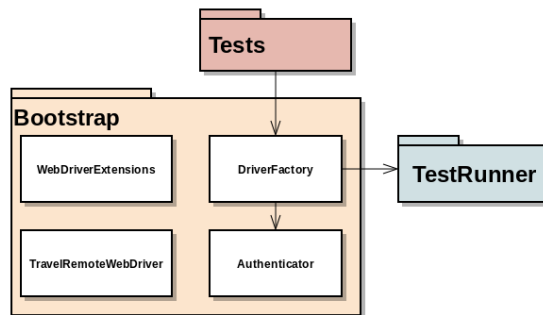 Tests
Bootstrap
WebDriverExtensions
DriverFactory
TestRunner
TravelRemoteWebDriver
Authenticator